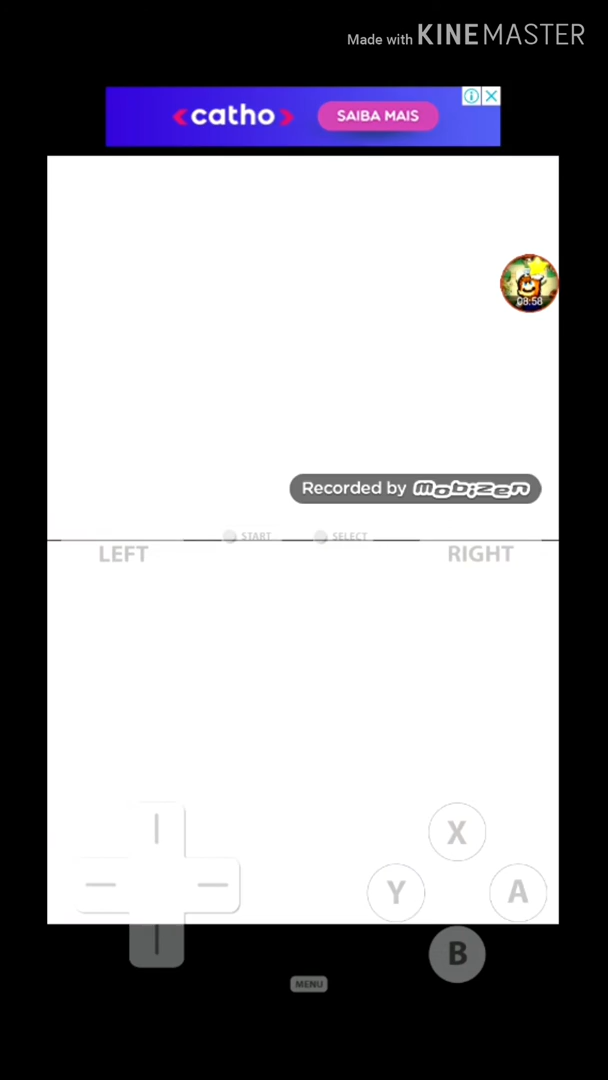 Made with KINEMASTER
catho SAIBA MAIS
08:58
Recorded by mobizen
START SELECT
LEFT RIGHT
X
Y A
B
MENU